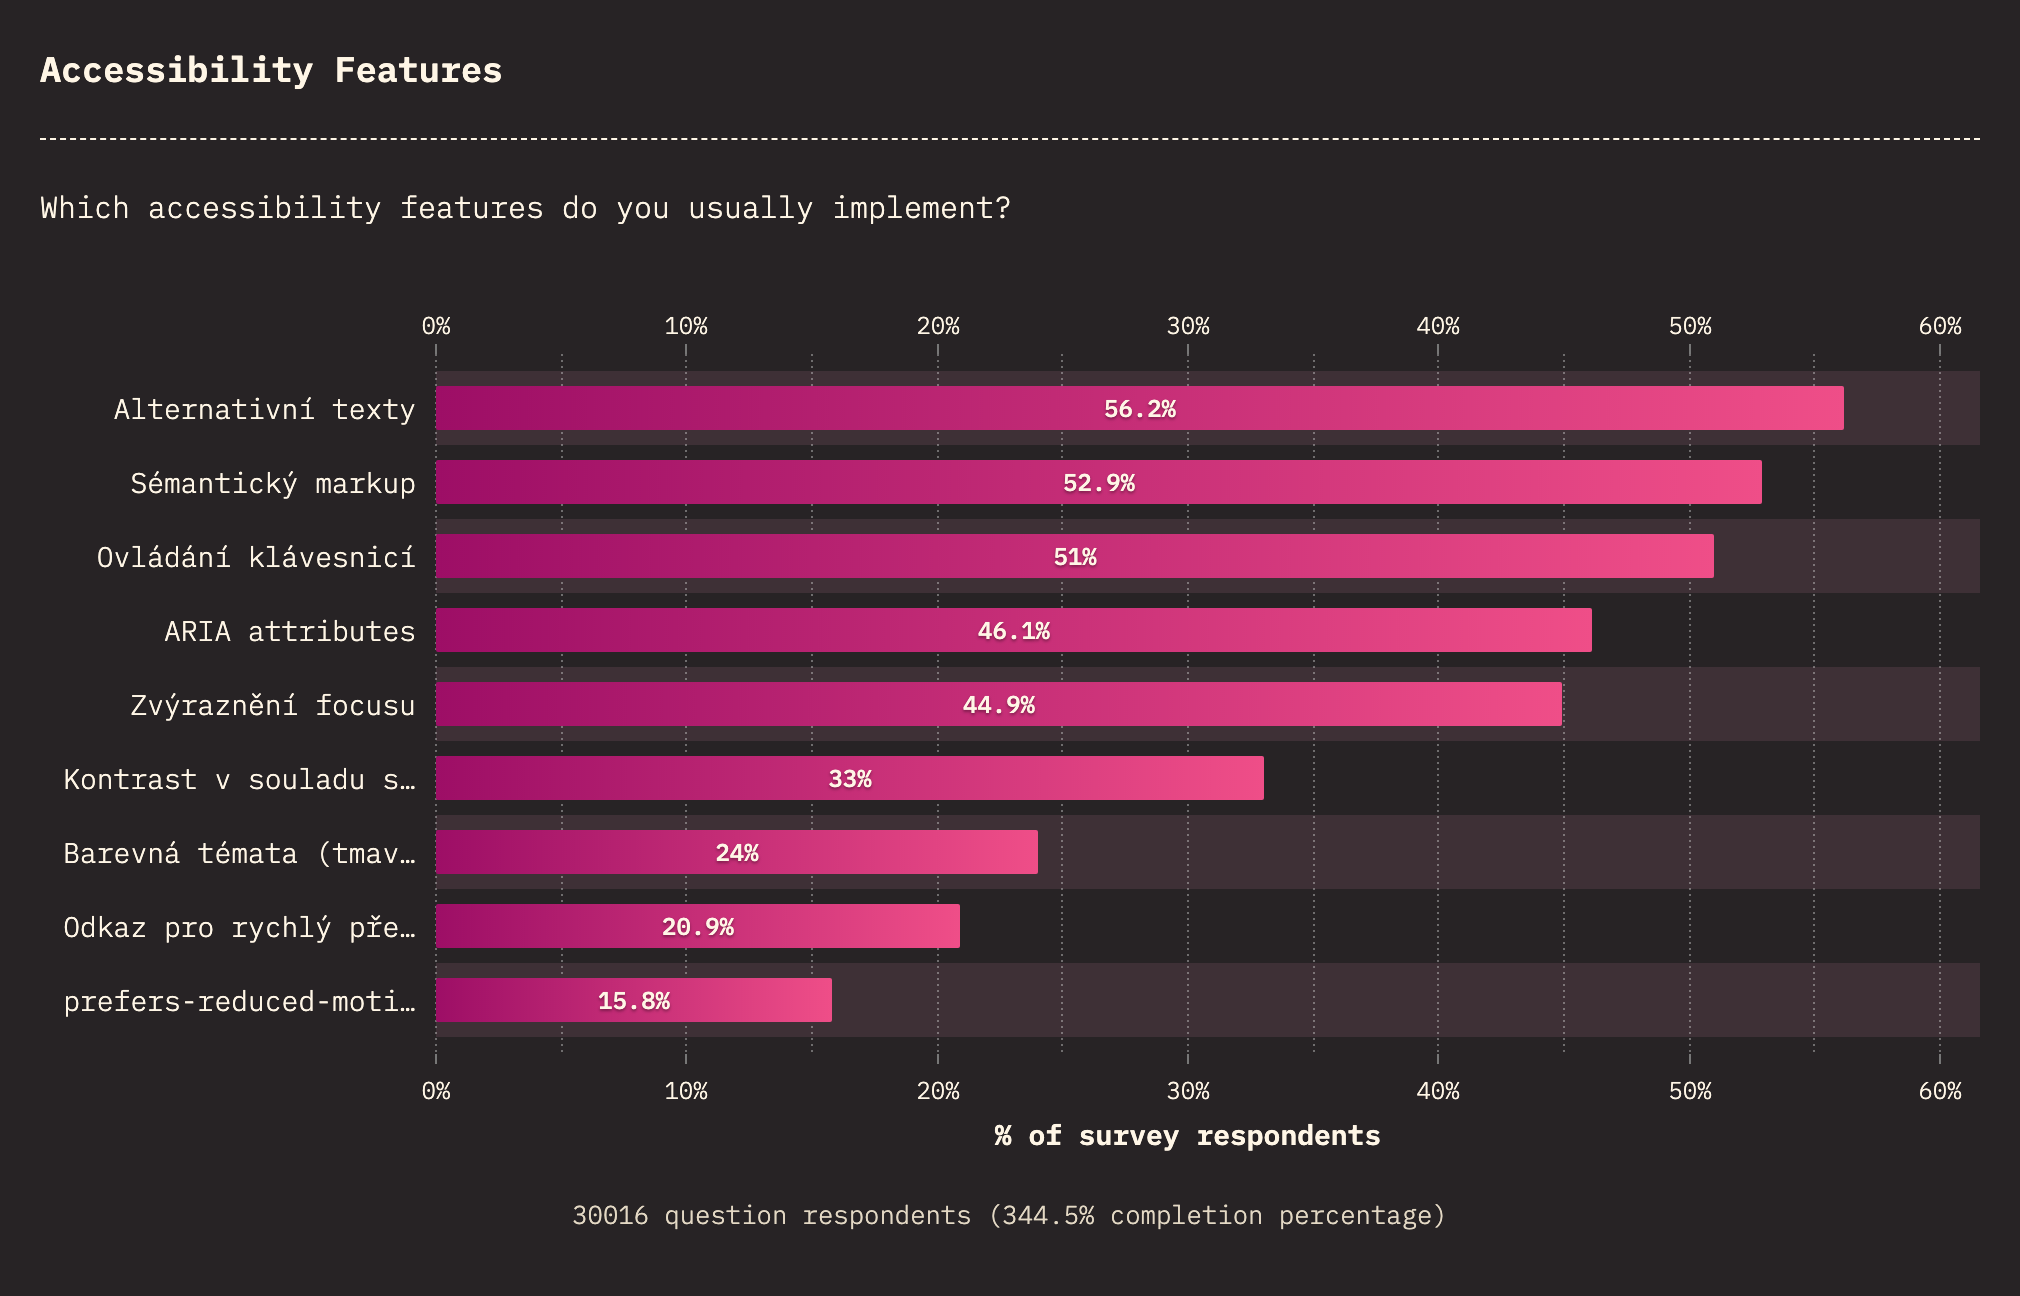 Accessibility Features
Which accessibility features do you usually implement?
0% 10% 20% 30% 40% 50% 60%
Alternativní texty 56.2%
Sémantický markup 52.9%
Ovládání klávesnicí 51%
ARIA attributes 46.1%
Zvýraznění focusu 44.9%
Kontrast v souladu s… 33%
Barevná témata (tmav… 24%
Odkaz pro rychlý pře… 20.9%
prefers-reduced-moti… 15.8%
0% 10% 20% 30% 40% 50% 60%
% of survey respondents
30016 question respondents (344.5% completion percentage)